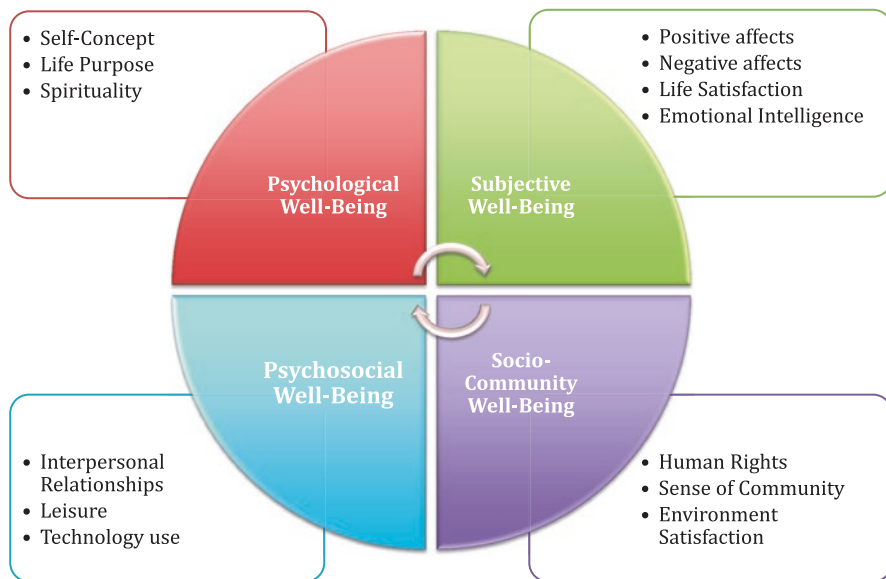 • Self-Concept
• Life Purpose
• Spirituality
• Positive affects
• Negative affects
• Life Satisfaction
• Emotional Intelligence
Psychological
Well-Being
Subjective
Well-Being
Psychosocial
Well-Being
Socio-
Community
Well-Being
• Interpersonal
Relationships
• Leisure
• Technology use
• Human Rights
• Sense of Community
• Environment
Satisfaction